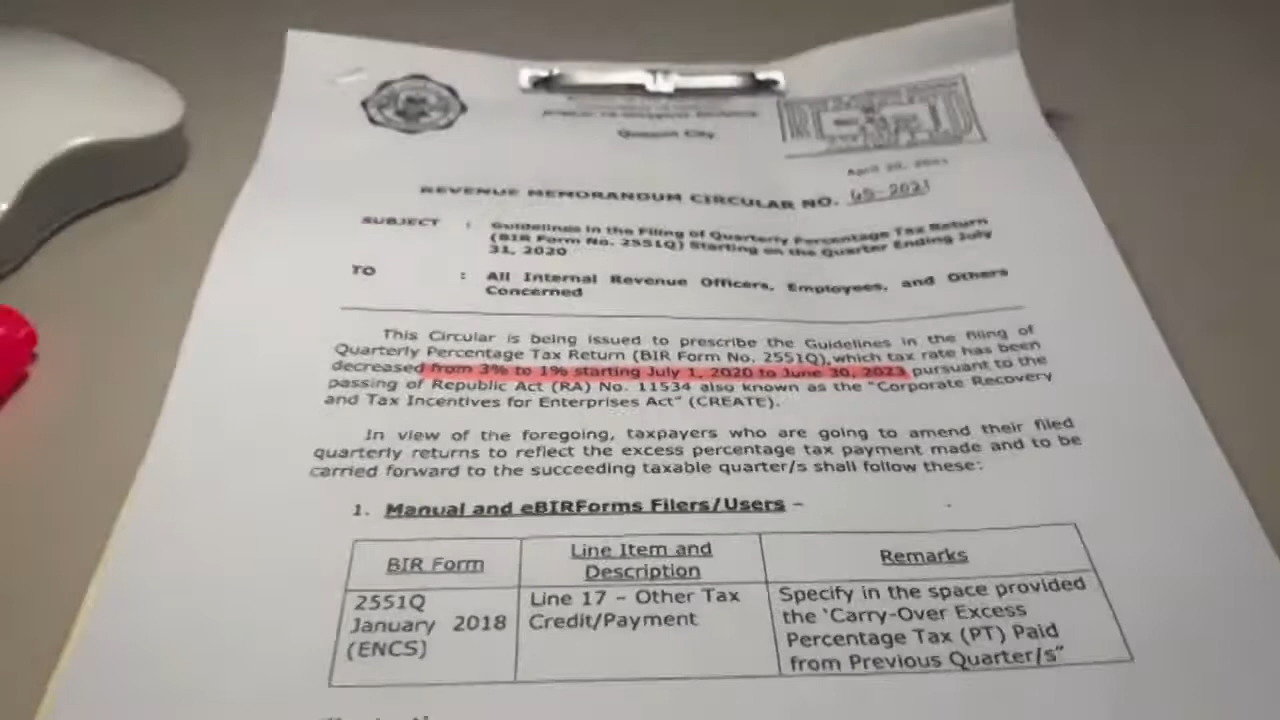 Quezon City
REVENUE MEMORANDUM CIRCULAR NO.
SUBJECT : Guidelines in the Filing of Quarterly Percentage Tax Return
(BIR Form No. 2551Q) Starting on the Quarter Ending July
31, 2020
TO : All Internal Revenue Officers, Employees, and Others
Concerned
This Circular is being issued to prescribe the Guidelines in the filing of
Quarterly Percentage Tax Return (BIR Form No. 2551Q), which tax rate has been
decreased from 3% to 1% starting July 1, 2020 to June 30, 2023 pursuant to the
passing of Republic Act (RA) No. 11534 also known as the "Corporate Recovery
and Tax Incentives for Enterprises Act" (CREATE).
In view of the foregoing, taxpayers who are going to amend their filed
quarterly returns to reflect the excess percentage tax payment made and to be
carried forward to the succeeding taxable quarter/s shall follow these:
1. Manual and eBIRForms Filers/Users –
BIR Form
Line Item and
Description
Remarks
2551Q
January 2018
(ENCS)
Line 17 – Other Tax
Credit/Payment
Specify in the space provided
the 'Carry-Over Excess
Percentage Tax (PT) Paid
from Previous Quarter/s"